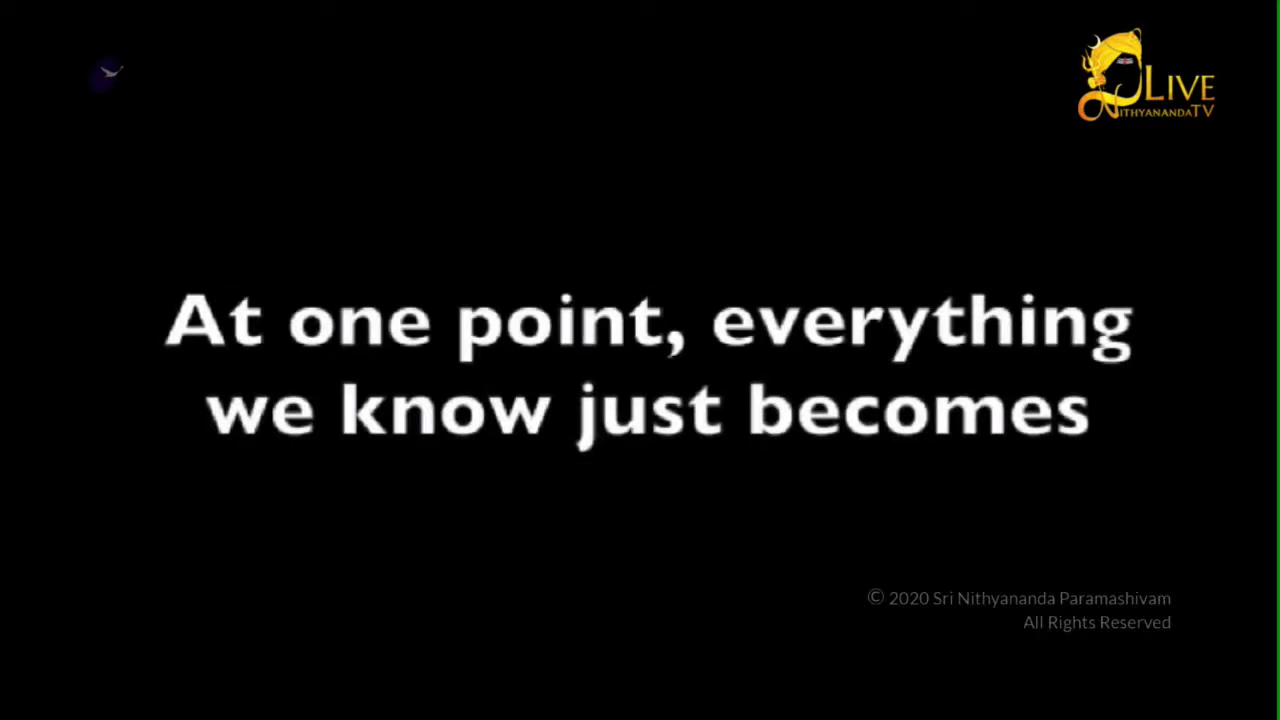 LIVE
NITHYANANDATV
At one point, everything
we know just becomes
© 2020 Sri Nithyananda Paramashivam
All Rights Reserved